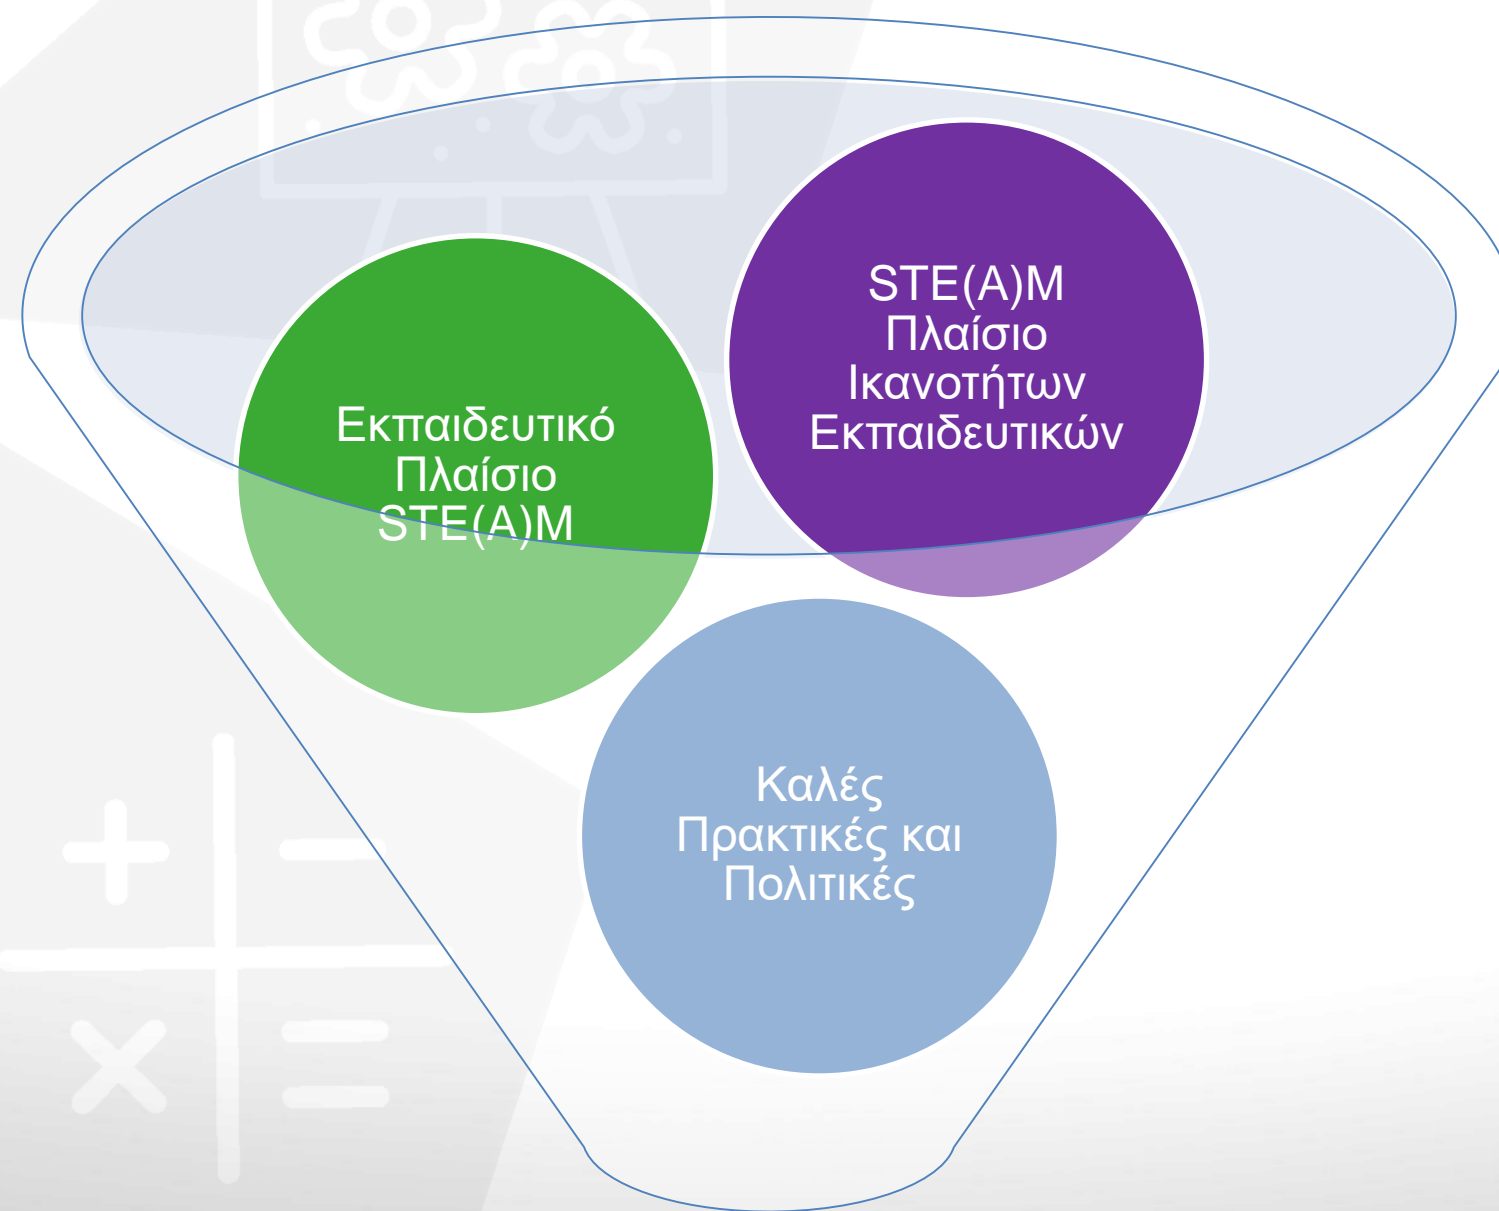 Εκπαιδευτικό
Πλαίσιο
STE(A)M
STE(A)M
Πλαίσιο
Ικανοτήτων
Εκπαιδευτικών
Καλές
Πρακτικές και
Πολιτικές